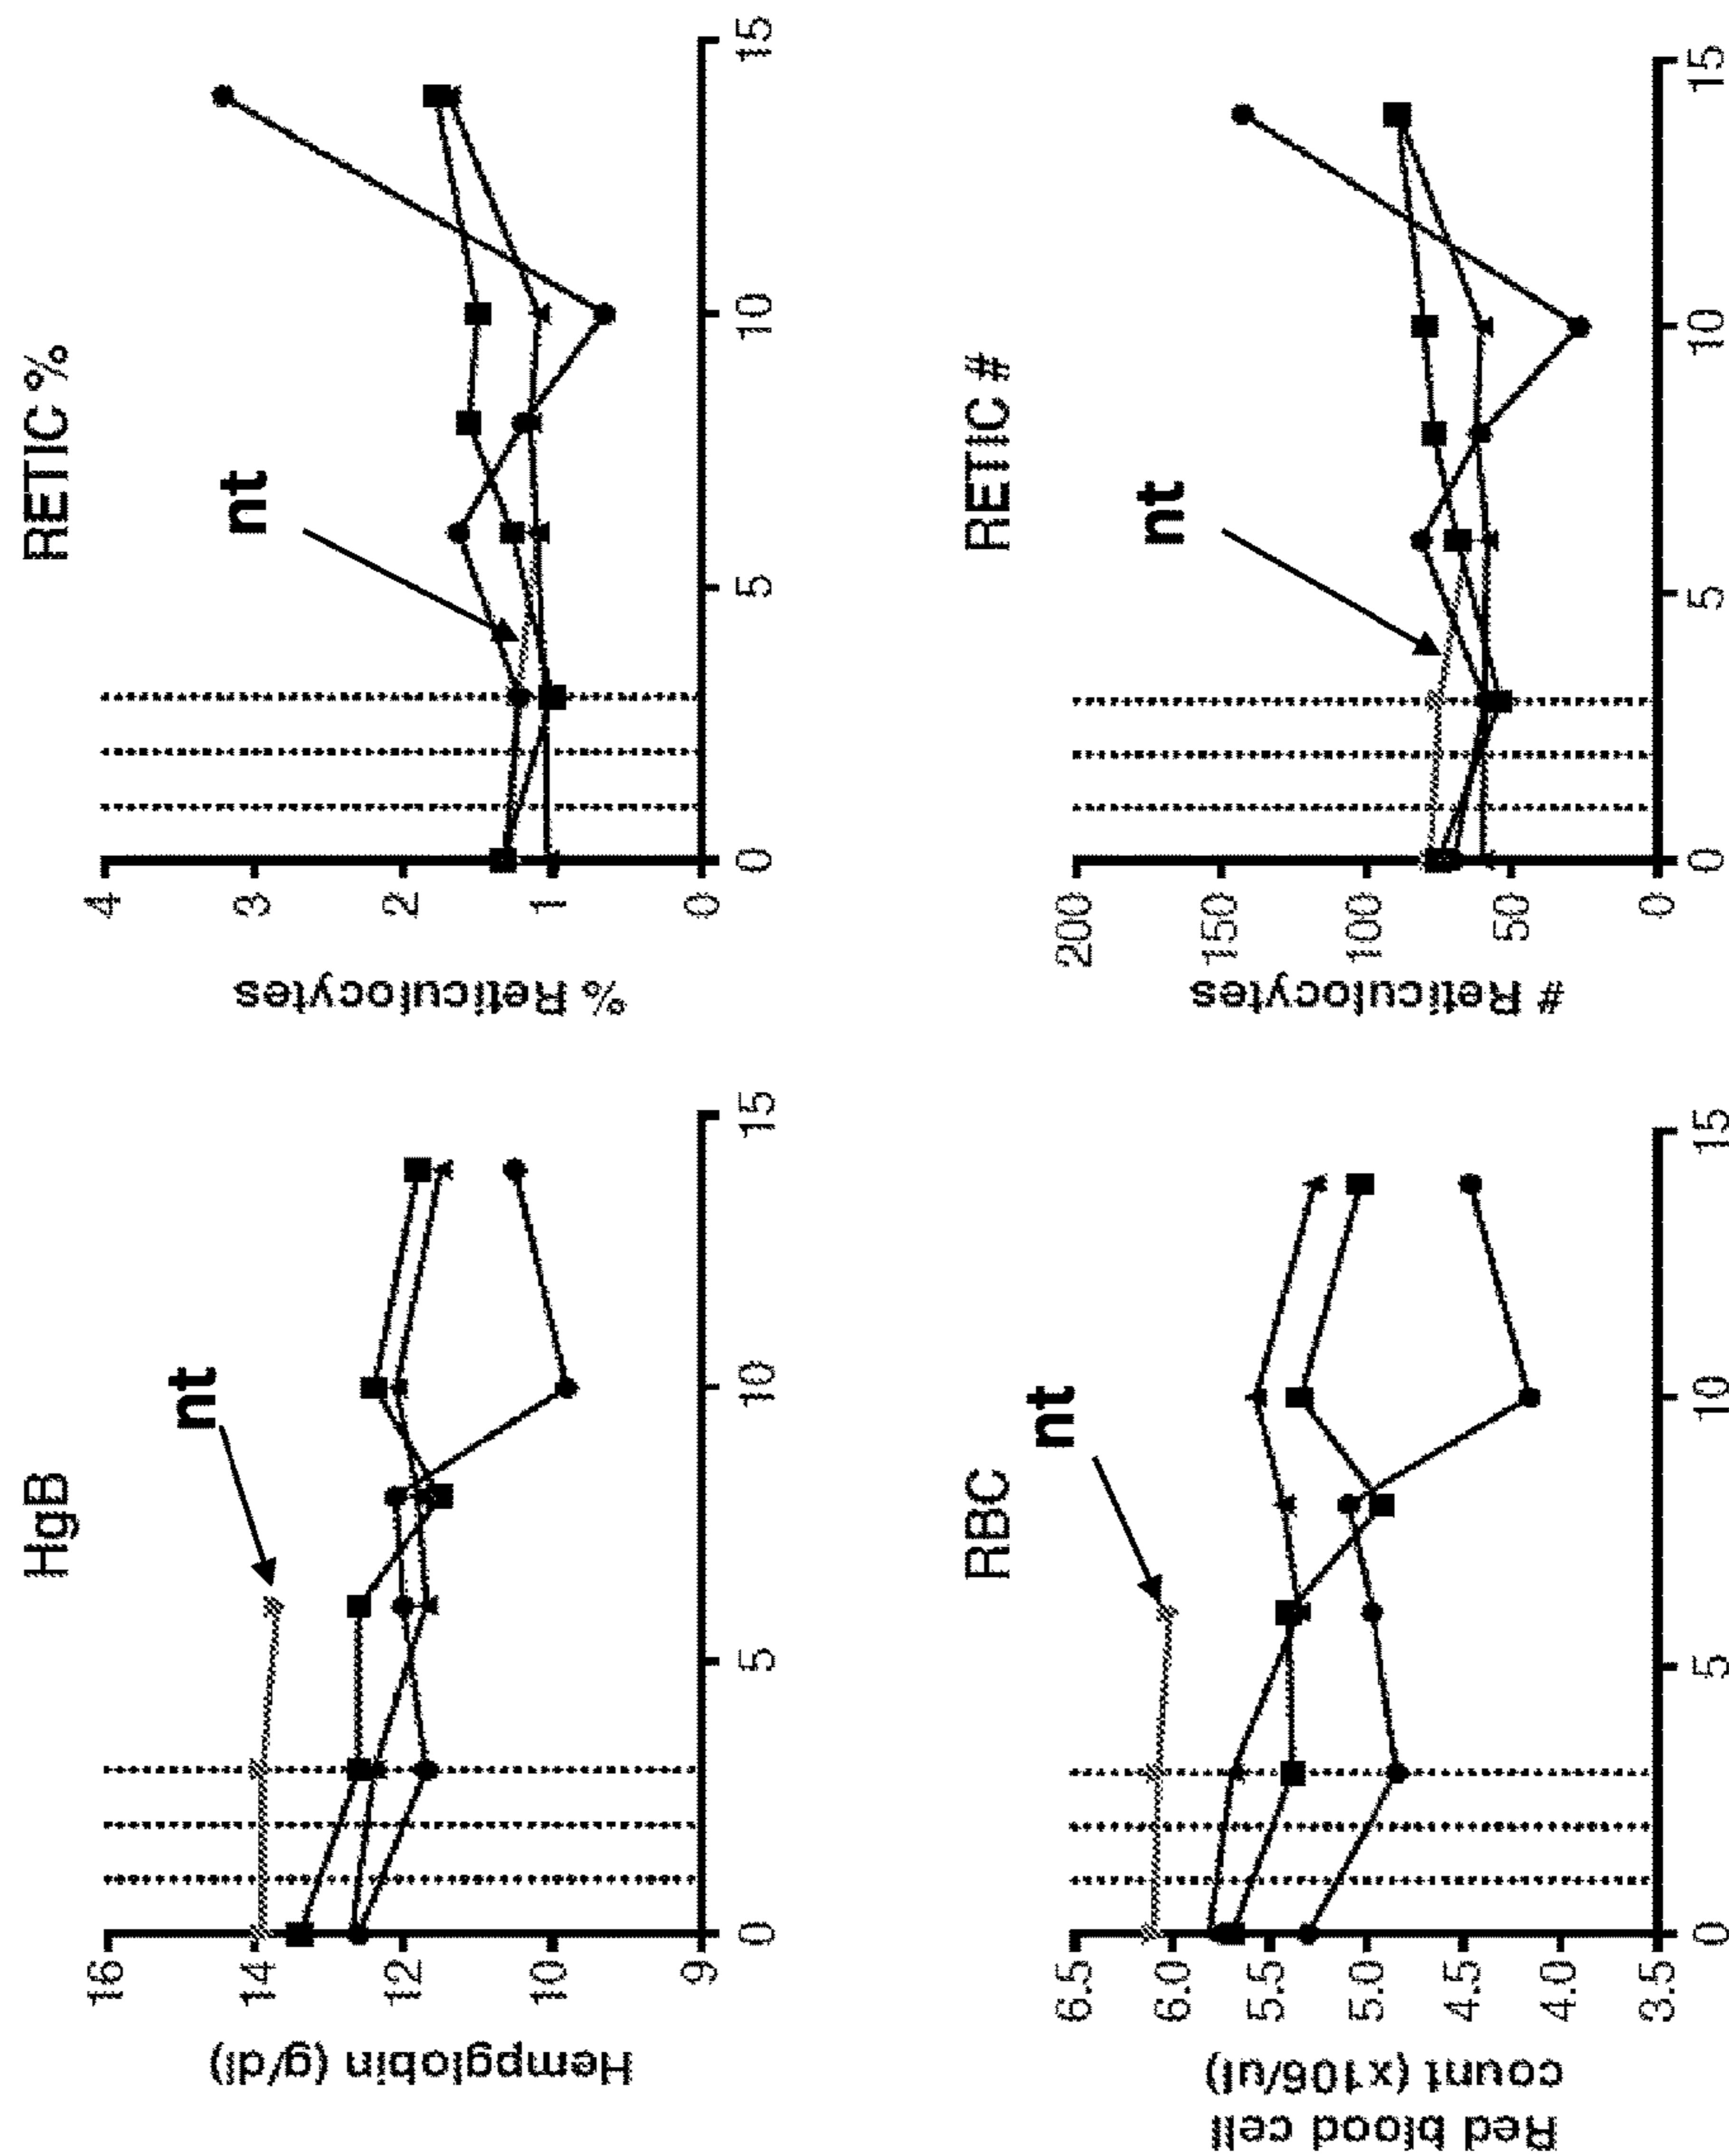 HgB
nt
Hempglobin (g/dl)
16
14
12
10
9
0 5 10 15
RETIC %
nt
% Reticulocytes
4
3
2
1
0
0 5 10 15
RBC
nt
Red blood cell
count (x106/ul)
6.5
6.0
5.5
5.0
4.5
4.0
3.5
0 5 10 15
RETIC #
nt
# Reticulocytes
200
150
100
50
0
0 5 10 15